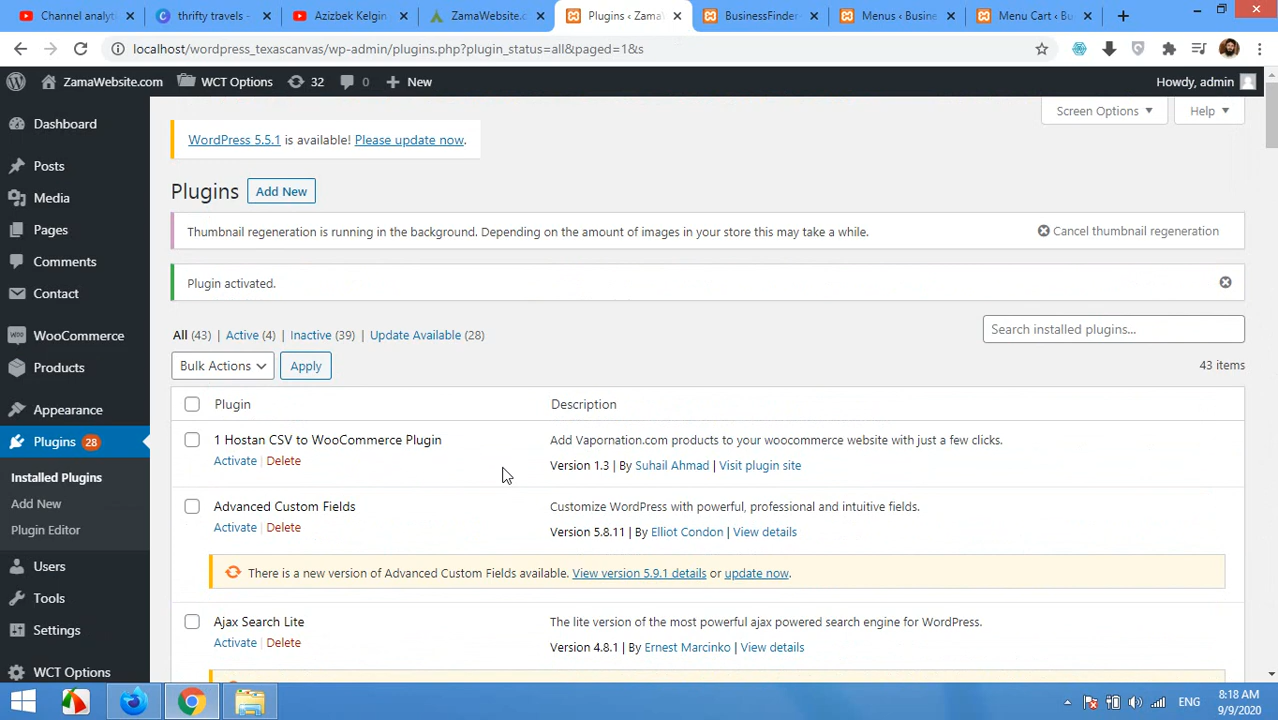 Channel analyti
thrifty travels -
Azizbek Kelgin
ZamaWebsite.c
Plugins ‹ Zama
BusinessFinder
Menus ‹ Busine
Menu Cart ‹ Bu
localhost/wordpress_texascanvas/wp-admin/plugins.php?plugin_status=all&paged=1&s
ZamaWebsite.com WCT Options 32 0 New Howdy, admin
Screen Options Help
Dashboard
Posts
Media
Pages
Comments
Contact
WooCommerce
Products
Appearance
Plugins 28
Installed Plugins
Add New
Plugin Editor
Users
Tools
Settings
WCT Options
WordPress 5.5.1 is available! Please update now.
Plugins Add New
Thumbnail regeneration is running in the background. Depending on the amount of images in your store this may take a while. Cancel thumbnail regeneration
Plugin activated.
All (43) | Active (4) | Inactive (39) | Update Available (28)
Search installed plugins...
Bulk Actions Apply 43 items
Plugin Description
1 Hostan CSV to WooCommerce Plugin
Activate | Delete
Add Vapornation.com products to your woocommerce website with just a few clicks.
Version 1.3 | By Suhail Ahmad | Visit plugin site
Advanced Custom Fields
Activate | Delete
Customize WordPress with powerful, professional and intuitive fields.
Version 5.8.11 | By Elliot Condon | View details
There is a new version of Advanced Custom Fields available. View version 5.9.1 details or update now.
Ajax Search Lite
Activate | Delete
The lite version of the most powerful ajax powered search engine for WordPress.
Version 4.8.1 | By Ernest Marcinko | View details
ENG
8:18 AM
9/9/2020